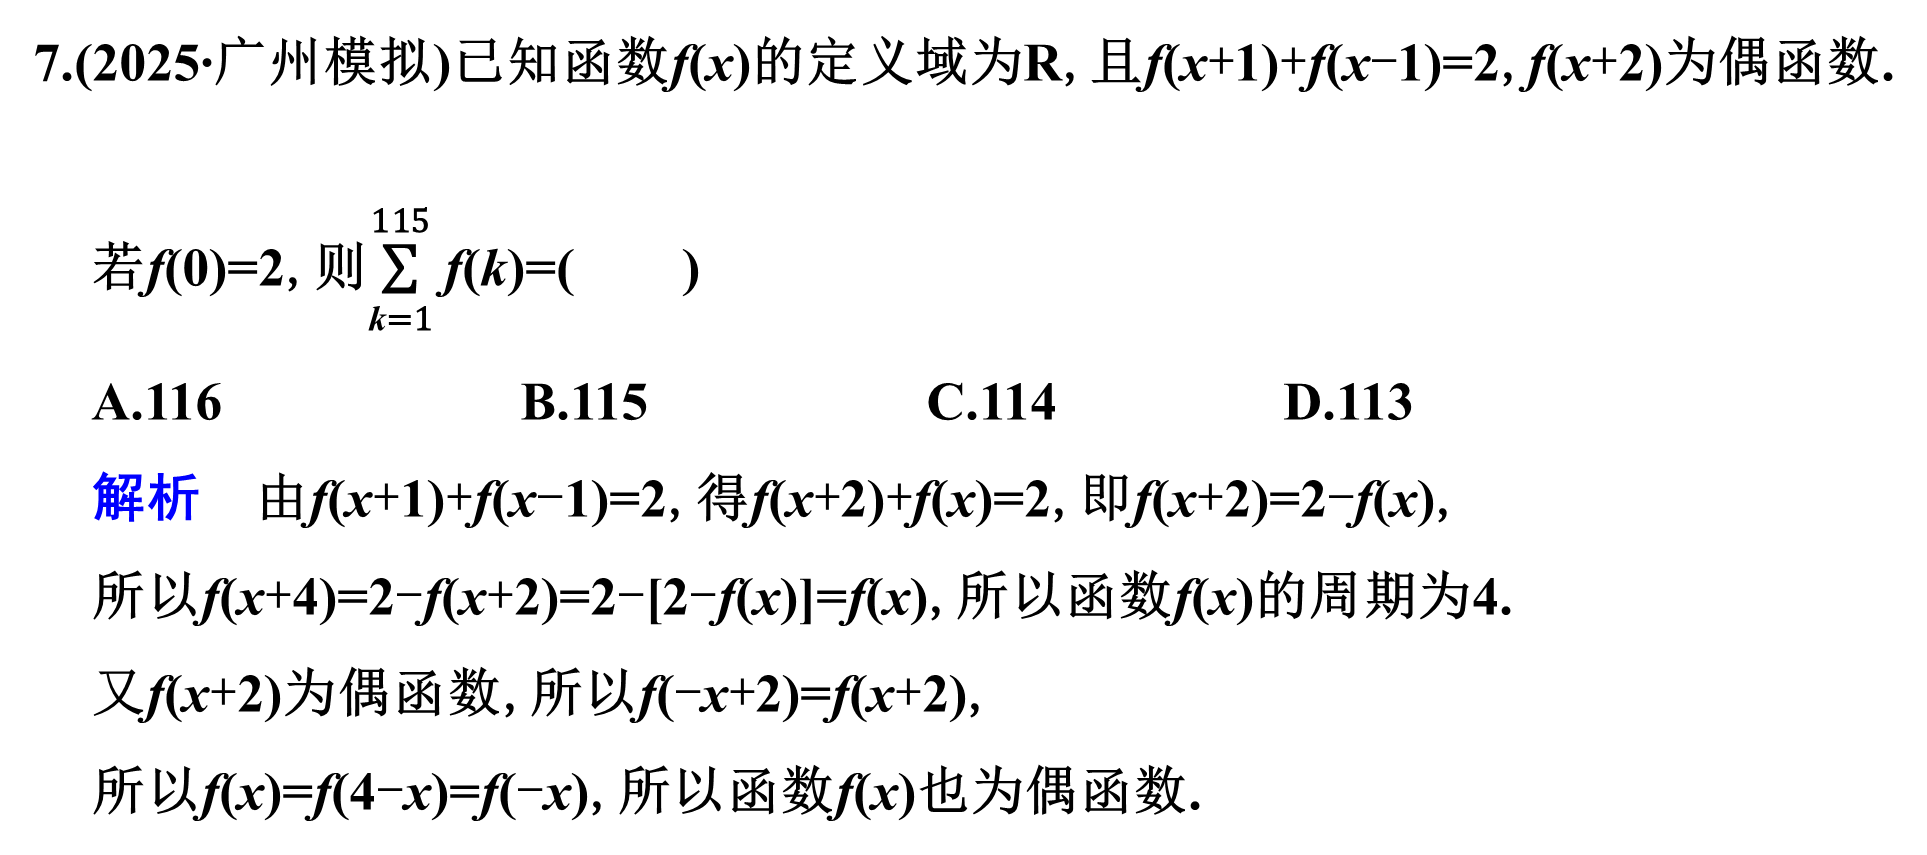 7.(2025·广州模拟)已知函数f(x)的定义域为R, 且f(x+1)+f(x−1)=2, f(x+2)为偶函数.
若f(0)=2, 则∑_{k=1}^{115} f(k)=(　　)
A.116　　B.115　　C.114　　D.113
解析　由f(x+1)+f(x−1)=2, 得f(x+2)+f(x)=2, 即f(x+2)=2−f(x),
所以f(x+4)=2−f(x+2)=2−[2−f(x)]=f(x), 所以函数f(x)的周期为4.
又f(x+2)为偶函数, 所以f(−x+2)=f(x+2),
所以f(x)=f(4−x)=f(−x), 所以函数f(x)也为偶函数.